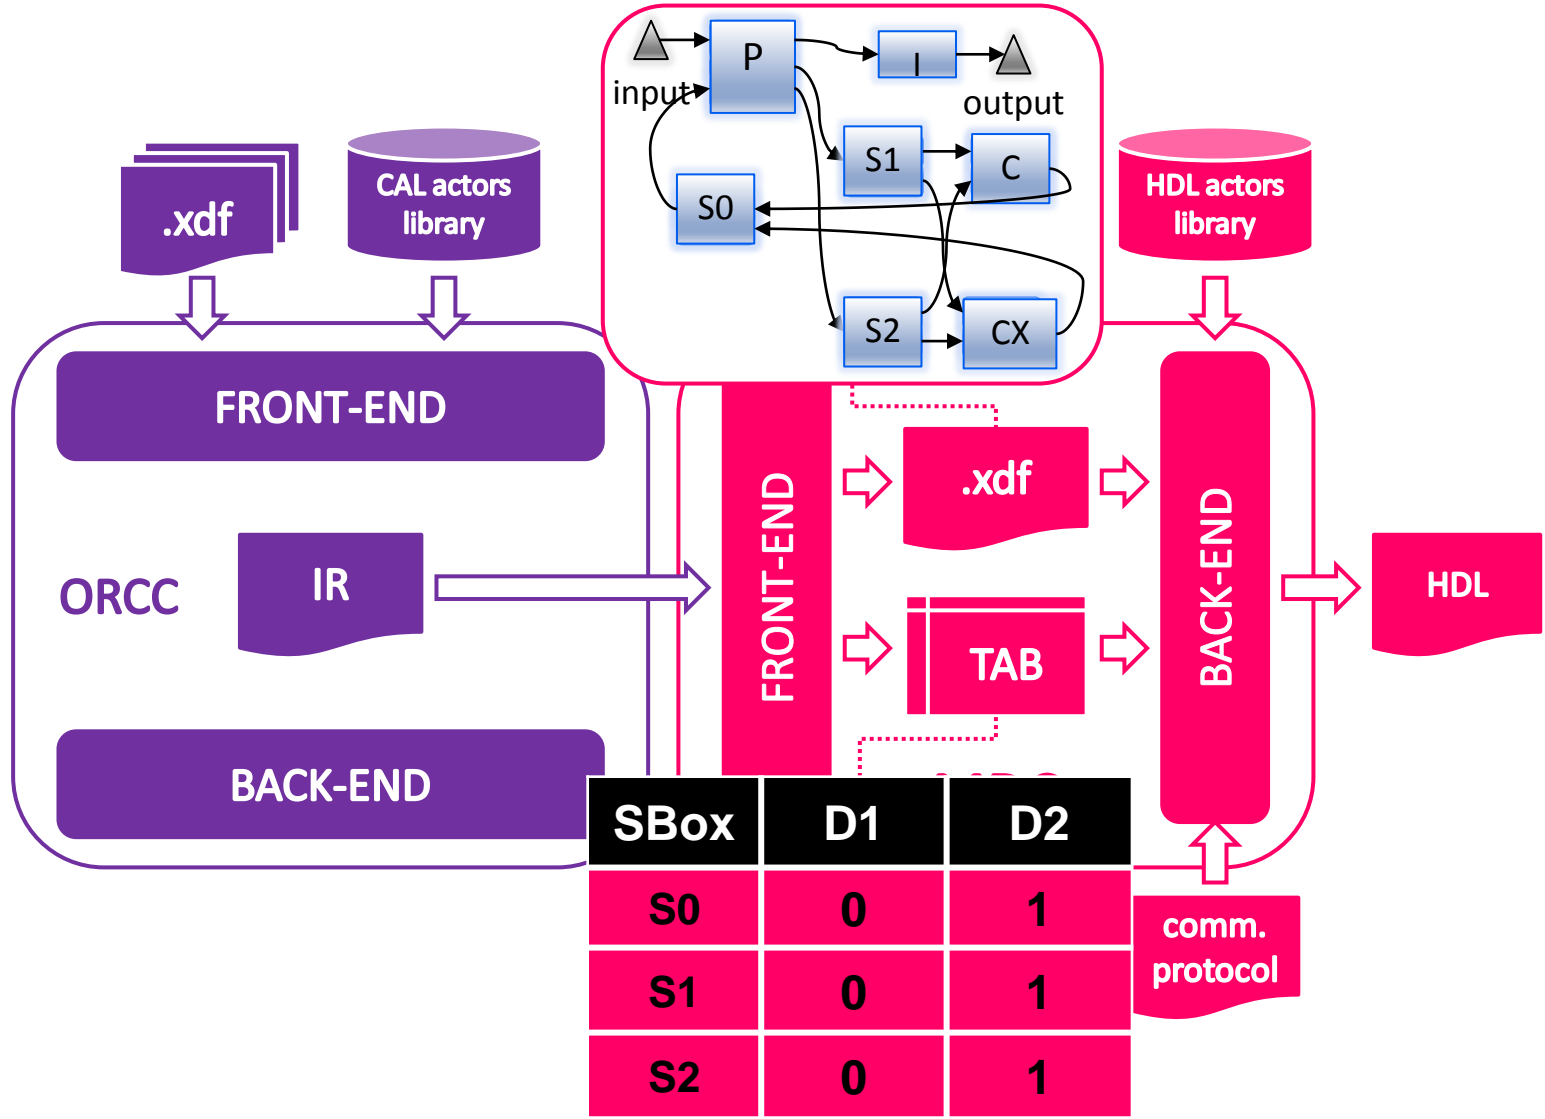 P
I
input
output
S1
C
S0
S2
CX
.xdf
CAL actors
library
HDL actors
library
FRONT-END
ORCC
IR
BACK-END
FRONT-END
.xdf
TAB
BACK-END
HDL
SBox D1 D2
S0 0 1
S1 0 1
S2 0 1
comm.
protocol